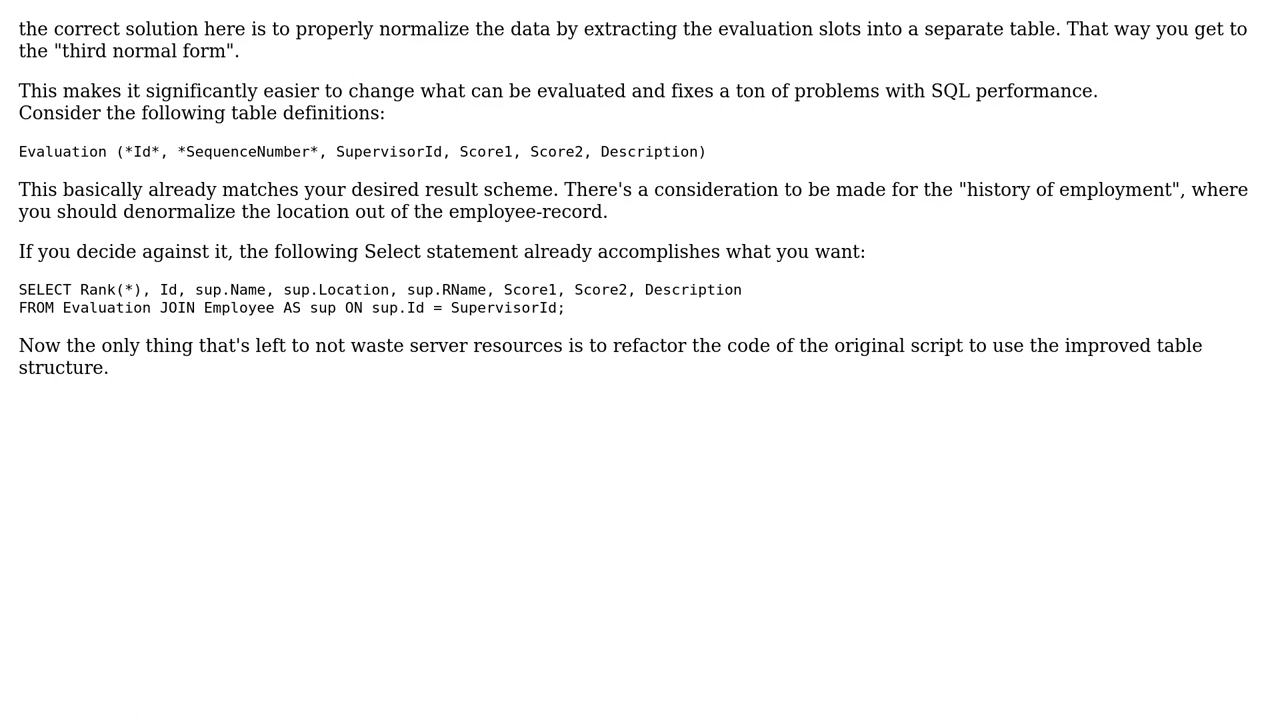 the correct solution here is to properly normalize the data by extracting the evaluation slots into a separate table. That way you get to
the "third normal form".
This makes it significantly easier to change what can be evaluated and fixes a ton of problems with SQL performance.
Consider the following table definitions:
Evaluation (*Id*, *SequenceNumber*, SupervisorId, Score1, Score2, Description)
This basically already matches your desired result scheme. There's a consideration to be made for the "history of employment", where
you should denormalize the location out of the employee-record.
If you decide against it, the following Select statement already accomplishes what you want:
SELECT Rank(*), Id, sup.Name, sup.Location, sup.RName, Score1, Score2, Description
FROM Evaluation JOIN Employee AS sup ON sup.Id = SupervisorId;
Now the only thing that's left to not waste server resources is to refactor the code of the original script to use the improved table
structure.